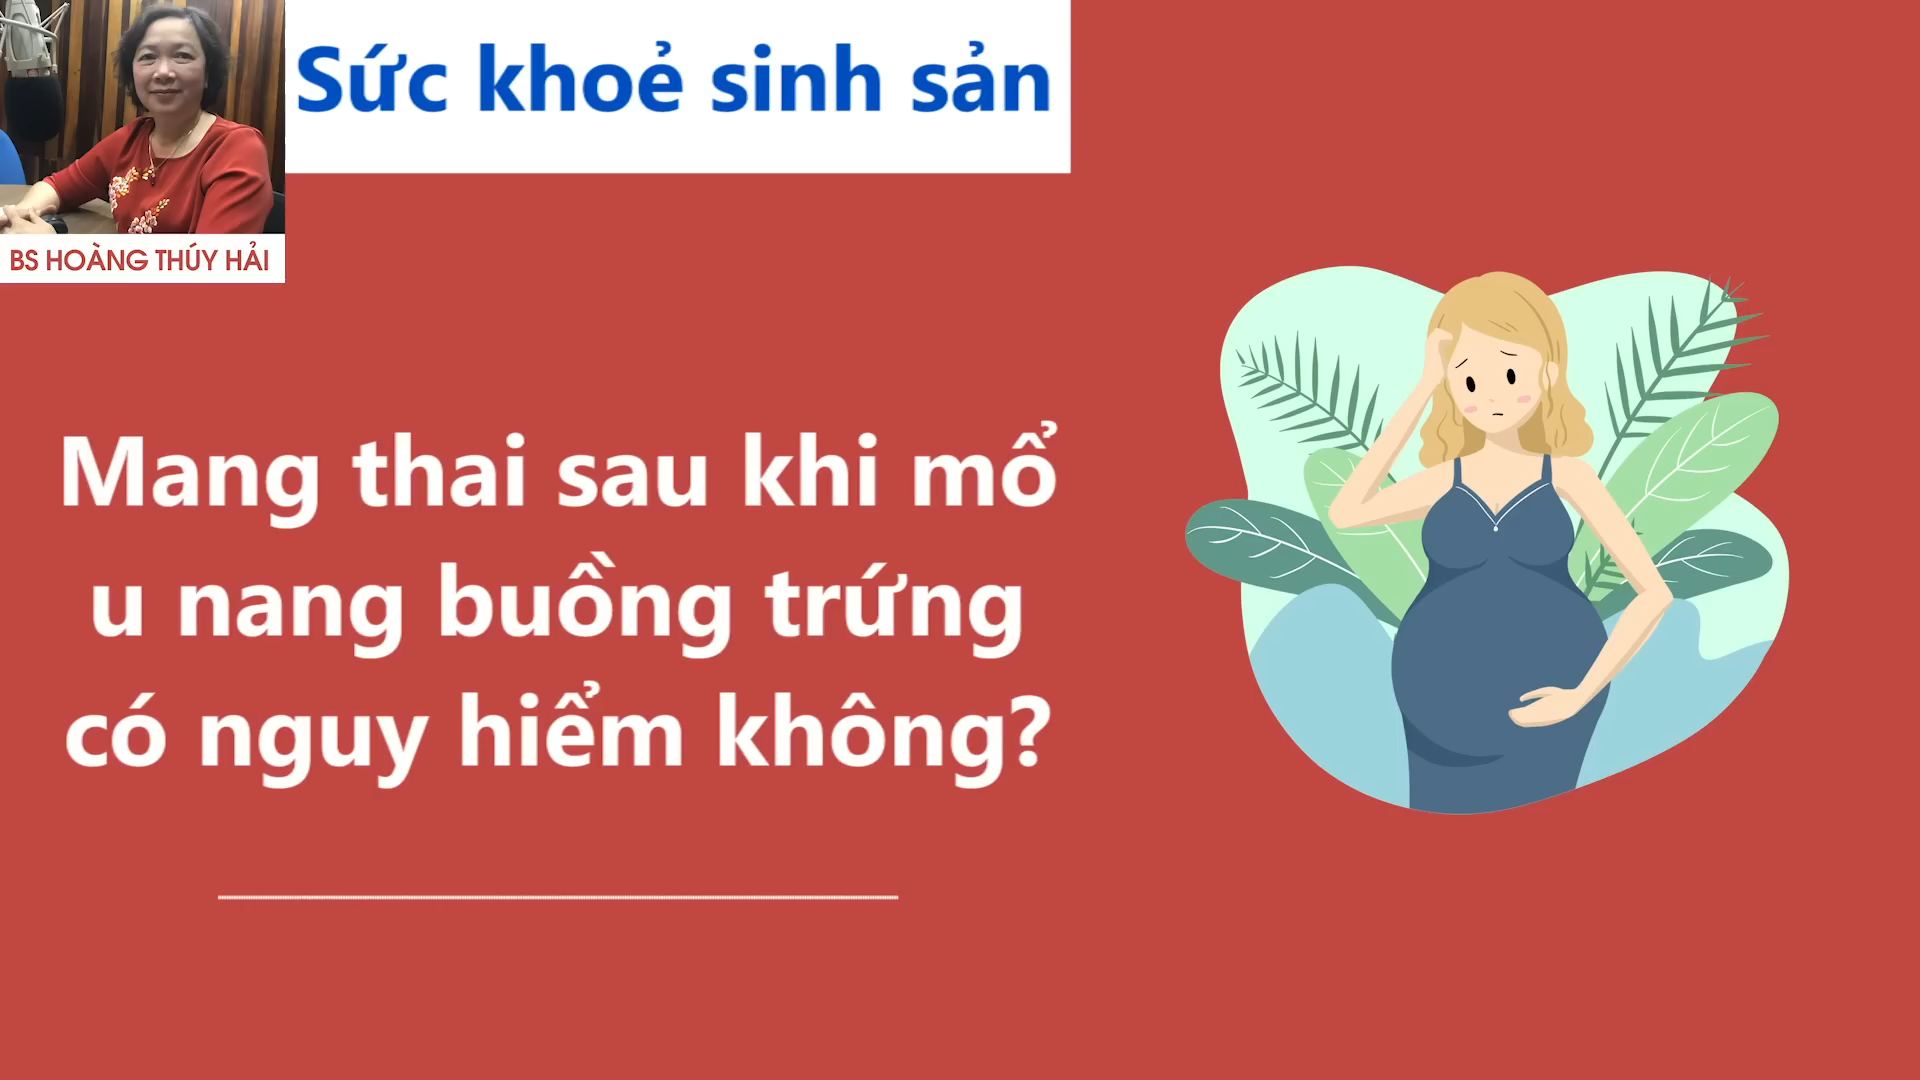 Sức khoẻ sinh sản
BS HOÀNG THÚY HẢI
Mang thai sau khi mổ
u nang buồng trứng
có nguy hiểm không?